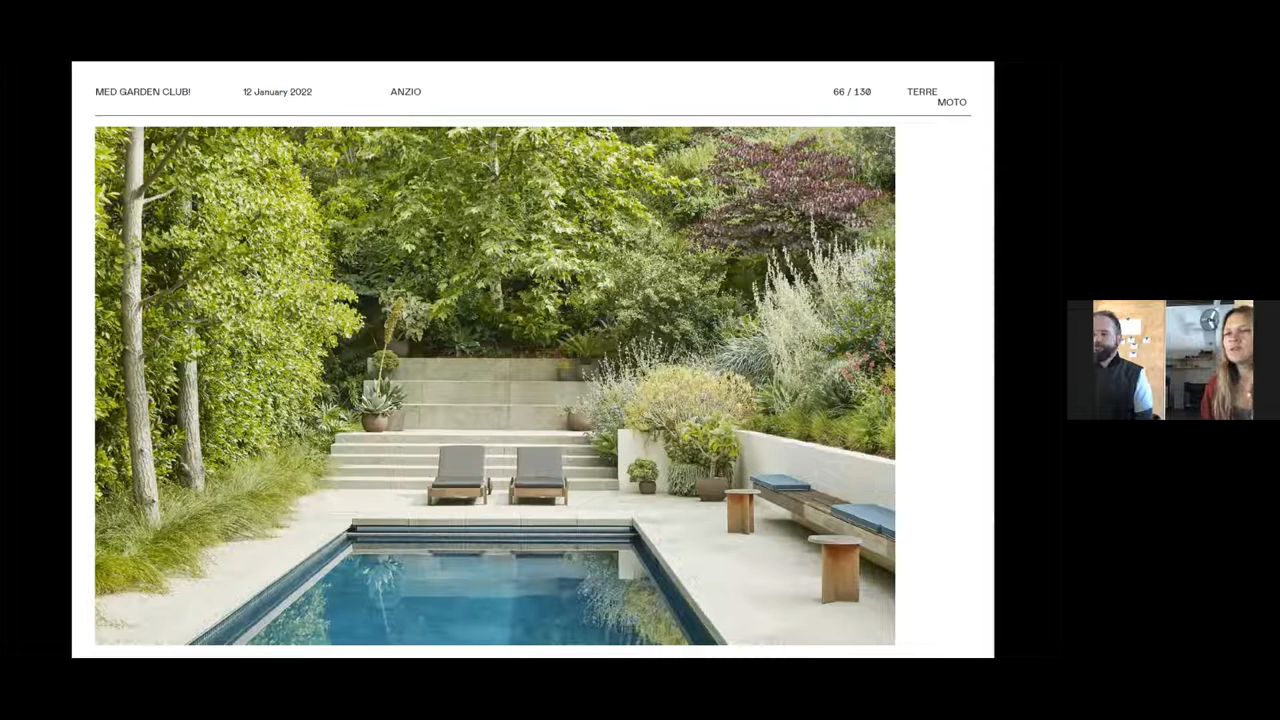 MED GARDEN CLUB!
12 January 2022
ANZIO
66 / 130
TERRE
MOTO